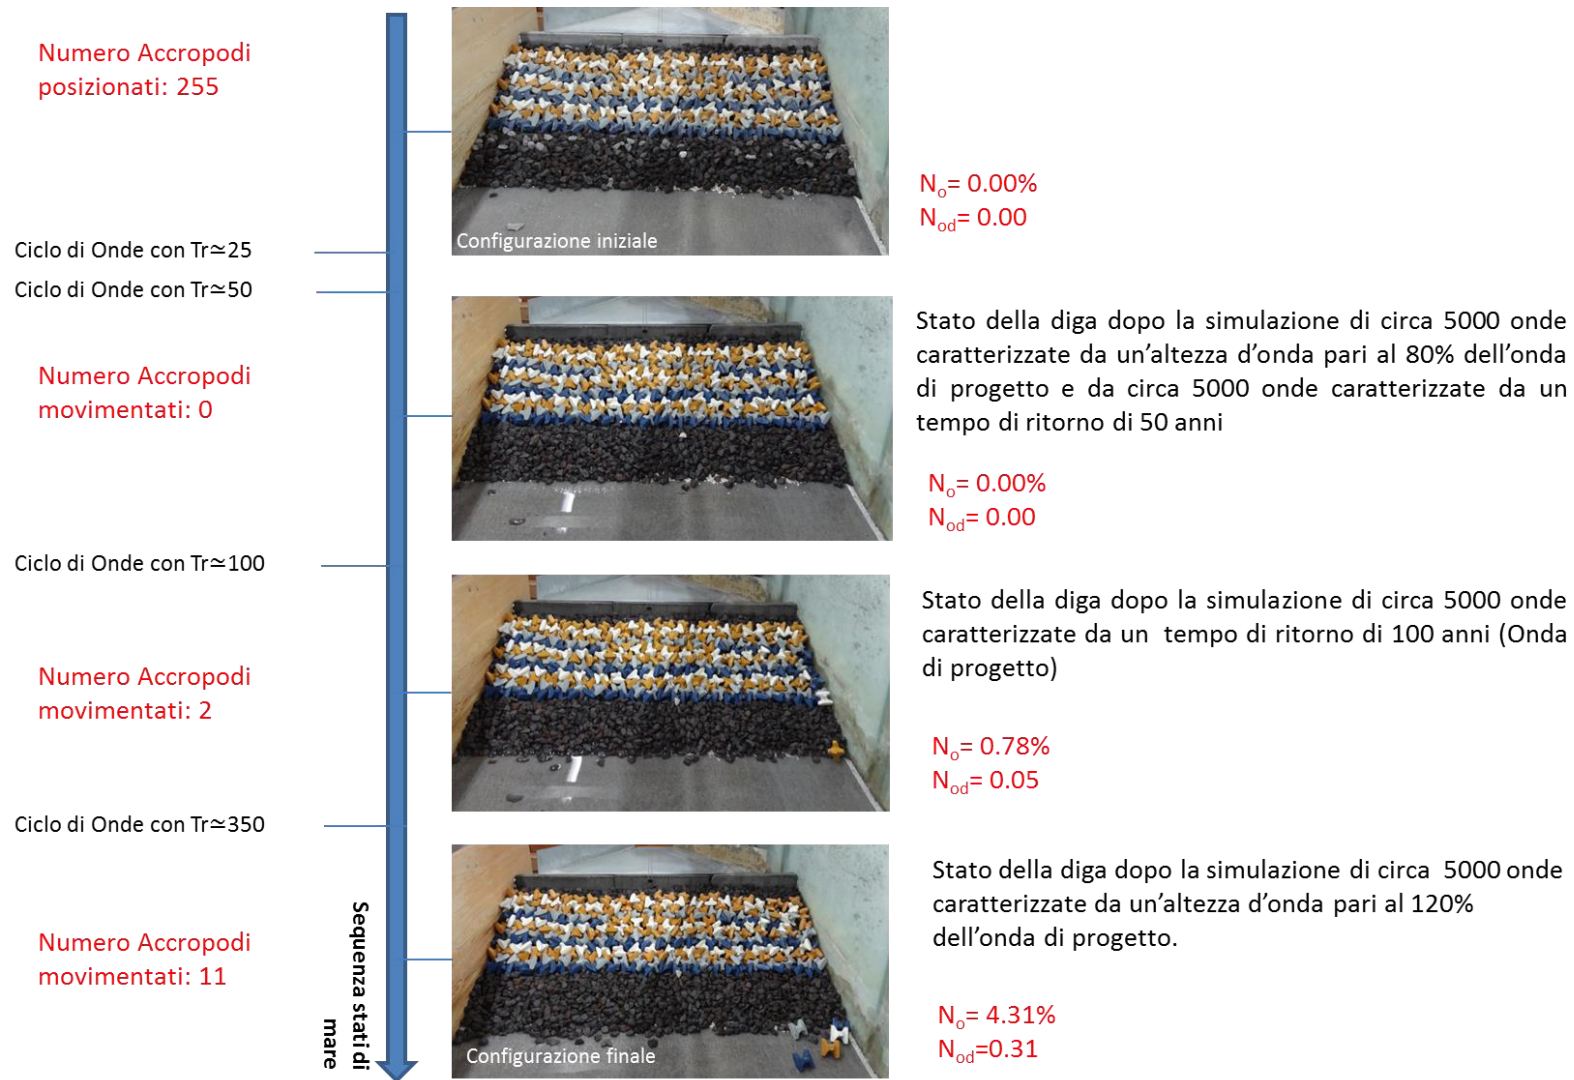 Numero Accropodi
posizionati: 255
Configurazione iniziale
N₀= 0.00%
Nod= 0.00
Ciclo di Onde con Tr≃25
Ciclo di Onde con Tr≃50
Numero Accropodi
movimentati: 0
Stato della diga dopo la simulazione di circa 5000 onde
caratterizzate da un’altezza d’onda pari al 80% dell’onda
di progetto e da circa 5000 onde caratterizzate da un
tempo di ritorno di 50 anni
No= 0.00%
Nod= 0.00
Ciclo di Onde con Tr≃100
Numero Accropodi
movimentati: 2
Stato della diga dopo la simulazione di circa 5000 onde
caratterizzate da un tempo di ritorno di 100 anni (Onda
di progetto)
No= 0.78%
Nod= 0.05
Ciclo di Onde con Tr≃350
Numero Accropodi
movimentati: 11
Sequenza stati di
mare
Configurazione finale
Stato della diga dopo la simulazione di circa 5000 onde
caratterizzate da un’altezza d’onda pari al 120%
dell’onda di progetto.
No= 4.31%
Nod=0.31